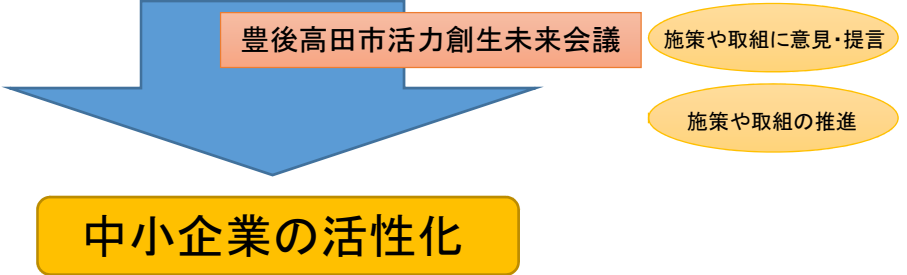 豊後高田市活力創生未来会議
施策や取組に意見・提言
施策や取組の推進
中小企業の活性化